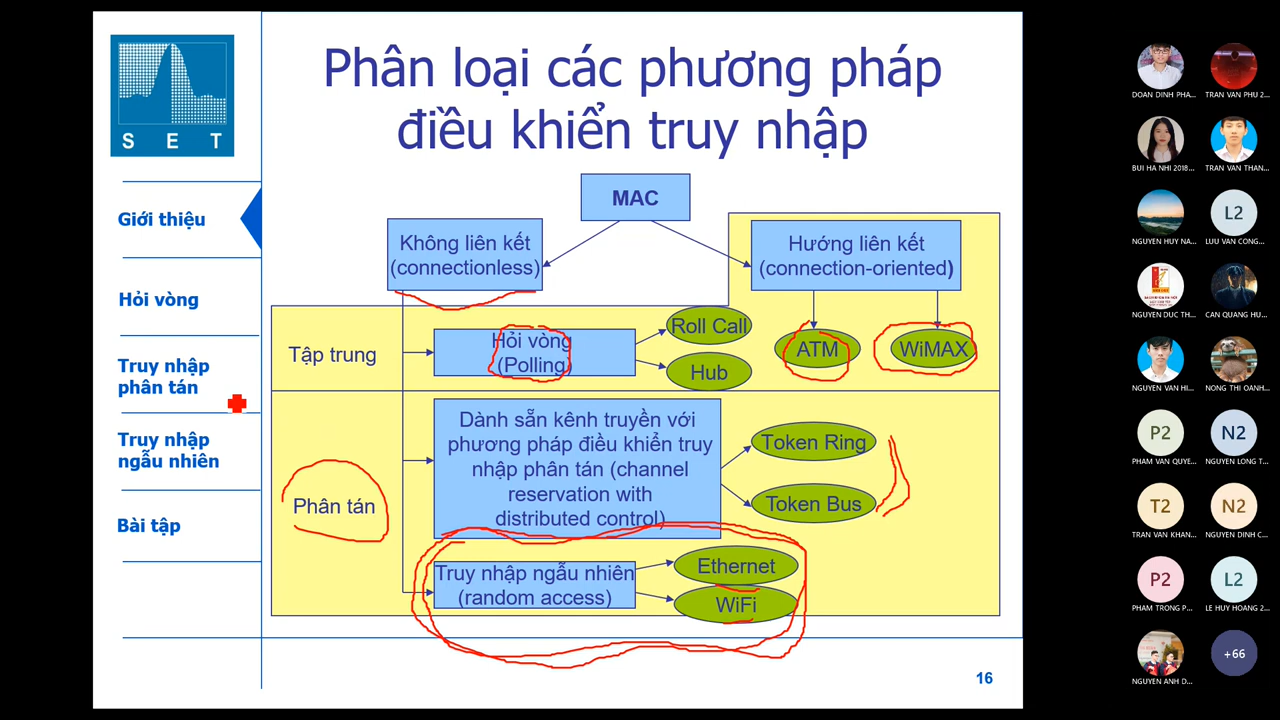 SET
Phân loại các phương pháp
điều khiển truy nhập
Giới thiệu
Hỏi vòng
Truy nhập
phân tán
Truy nhập
ngẫu nhiên
Bài tập
MAC
Không liên kết
(connectionless)
Hướng liên kết
(connection-oriented)
Tập trung
Hỏi vòng
(Polling)
Roll Call
Hub
ATM
WiMAX
Phân tán
Dành sẵn kênh truyền với
phương pháp điều khiển truy
nhập phân tán (channel
reservation with
distributed control)
Token Ring
Token Bus
Truy nhập ngẫu nhiên
(random access)
Ethernet
WiFi
16
DOAN DINH PHA...
TRAN VAN PHU 2...
BUI HA NHI 2018...
TRAN VAN THAN...
L2
NGUYEN HUY NA...
LUU VAN CONG...
NGUYEN DUC TH...
CAN QUANG HU...
NGUYEN VAN HI...
NONG THI OANH...
P2
N2
PHAM VAN QUYE...
NGUYEN LONG T...
T2
N2
TRAN VAN KHAN...
NGUYEN DINH C...
P2
L2
PHAM TRONG P...
LE HUY HOANG 2...
+66
NGUYEN ANH D...